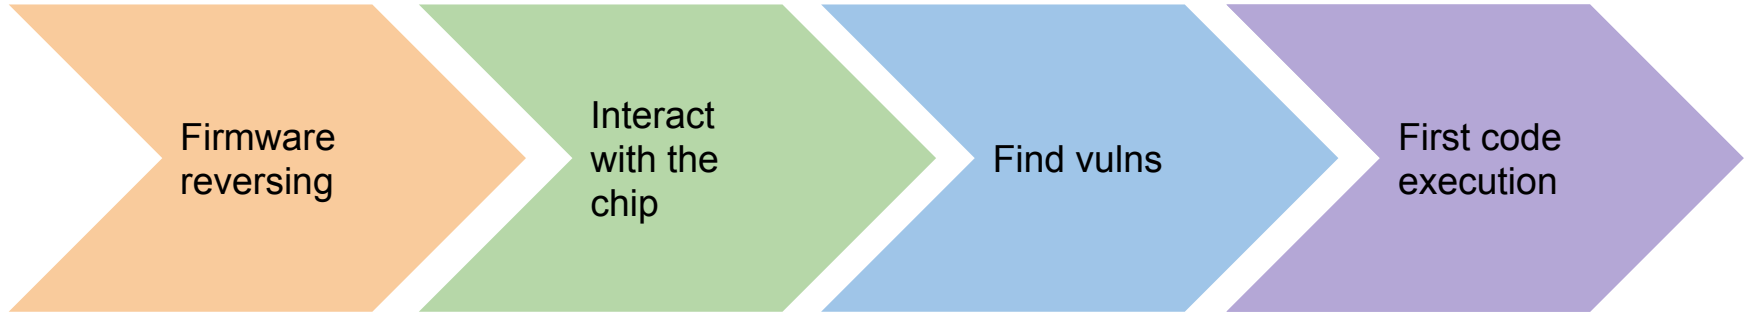 Firmware
reversing
Interact
with the
chip
Find vulns
First code
execution